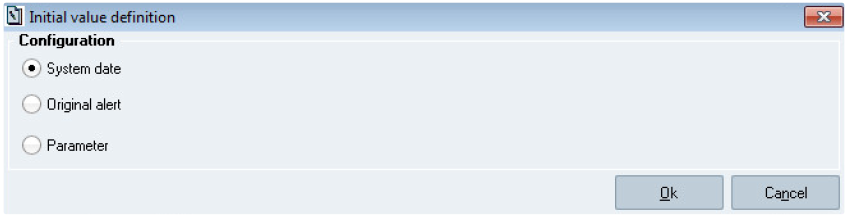 Initial value definition
Configuration
System date
Original alert
Parameter
Ok Cancel